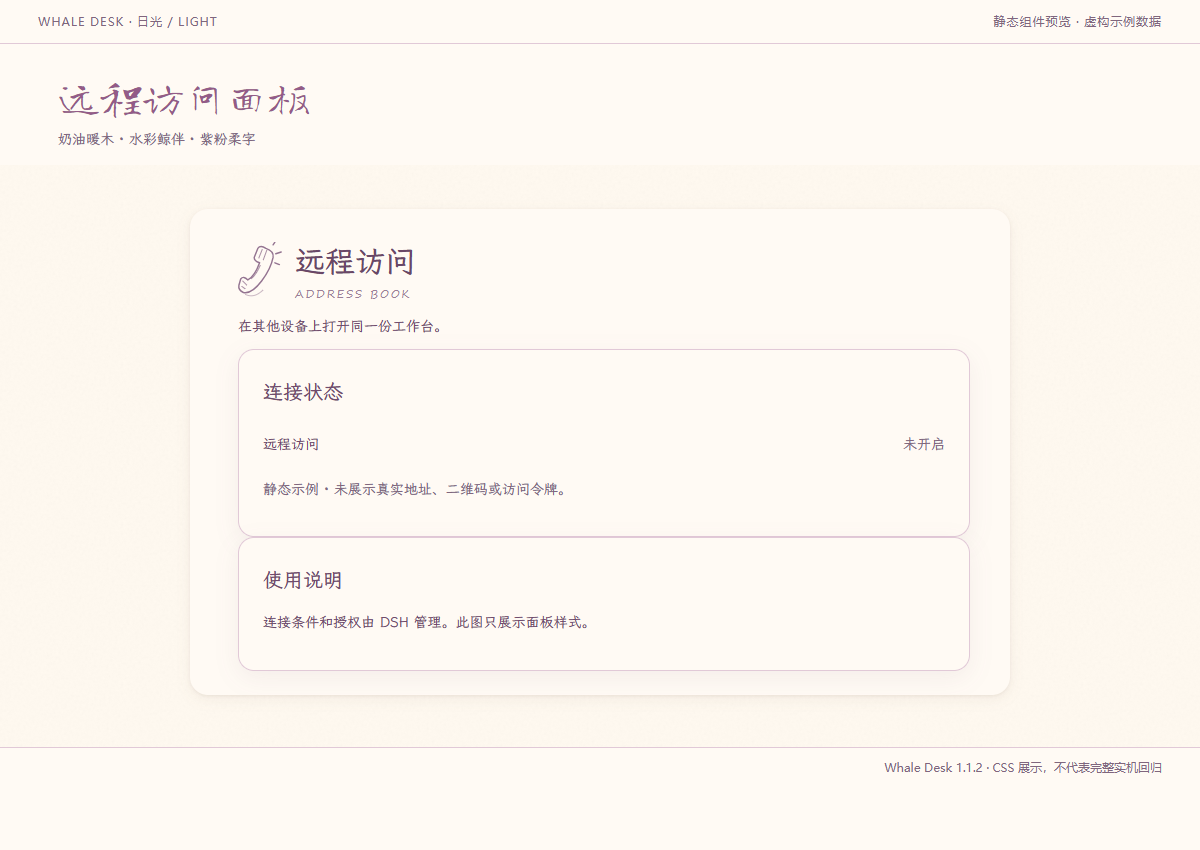 WHALE DESK · 日光 / LIGHT
静态组件预览 · 虚构示例数据
远程访问面板
奶油暖木 · 水彩鲸伴 · 紫粉柔字
远程访问
ADDRESS BOOK
在其他设备上打开同一份工作台。
连接状态
远程访问
未开启
静态示例 · 未展示真实地址、二维码或访问令牌。
使用说明
连接条件和授权由 DSH 管理。此图只展示面板样式。
Whale Desk 1.1.2 · CSS 展示，不代表完整实机回归